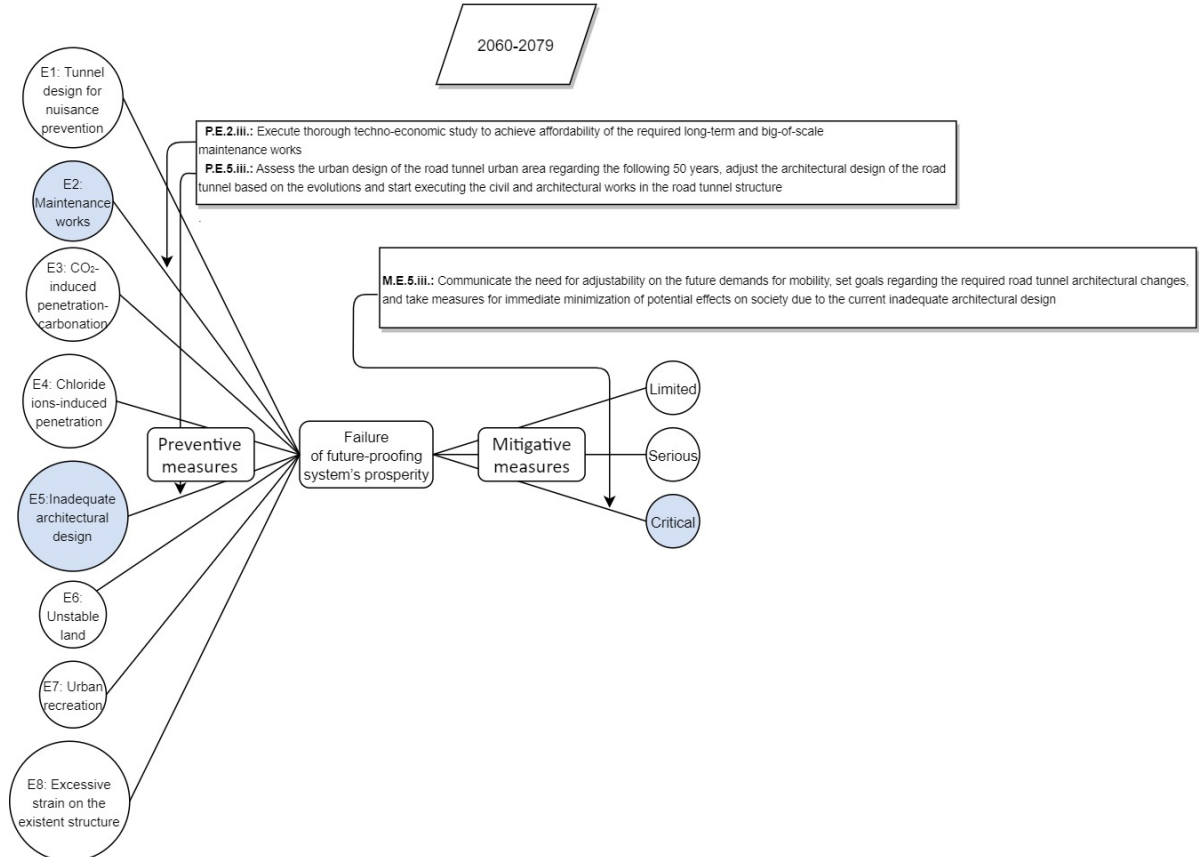 2060-2079
E1: Tunnel
design for
nuisance
prevention
P.E.2.iii.: Execute thorough techno-economic study to achieve affordability of the required long-term and big-of-scale
maintenance works
P.E.5.iii.: Assess the urban design of the road tunnel urban area regarding the following 50 years, adjust the architectural design of the road
tunnel based on the evolutions and start executing the civil and architectural works in the road tunnel structure
.
E2:
Maintenance
works
E3: CO₂-
induced
penetration-
carbonation
M.E.5.iii.: Communicate the need for adjustability on the future demands for mobility, set goals regarding the required road tunnel architectural changes,
and take measures for immediate minimization of potential effects on society due to the current inadequate architectural design
E4: Chloride
ions-induced
penetration
Preventive
measures
Failure
of future-proofing
system's prosperity
Mitigative
measures
Limited
Serious
Critical
E5:Inadequate
architectural
design
E6:
Unstable
land
E7: Urban
recreation
E8: Excessive
strain on the
existent structure